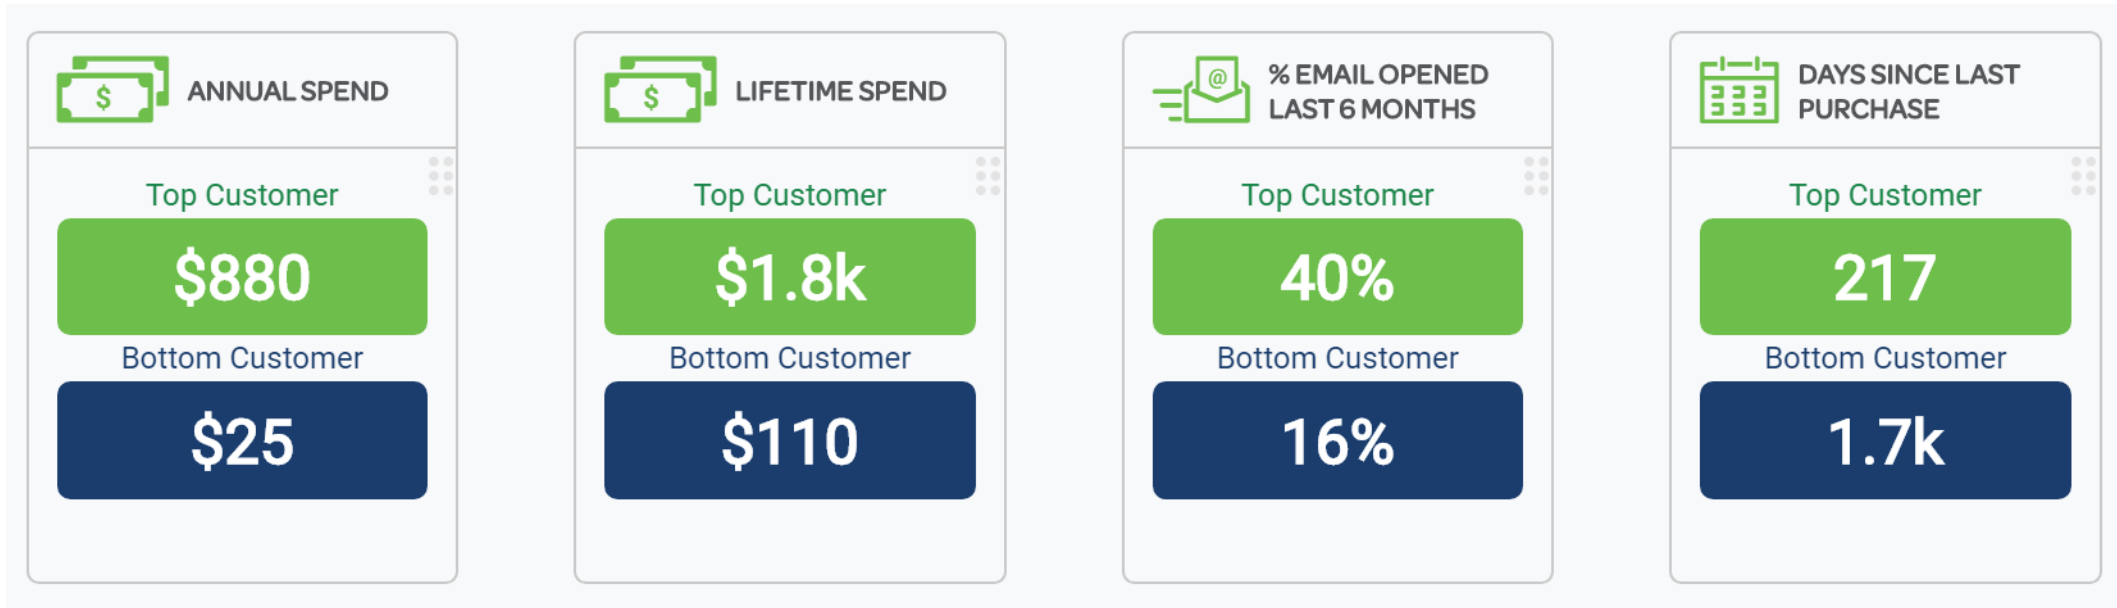 $
ANNUAL SPEND
Top Customer
$880
Bottom Customer
$25
$
LIFETIME SPEND
Top Customer
$1.8k
Bottom Customer
$110
@
% EMAIL OPENED
LAST 6 MONTHS
Top Customer
40%
Bottom Customer
16%
333
DAYS SINCE LAST
PURCHASE
Top Customer
217
Bottom Customer
1.7k